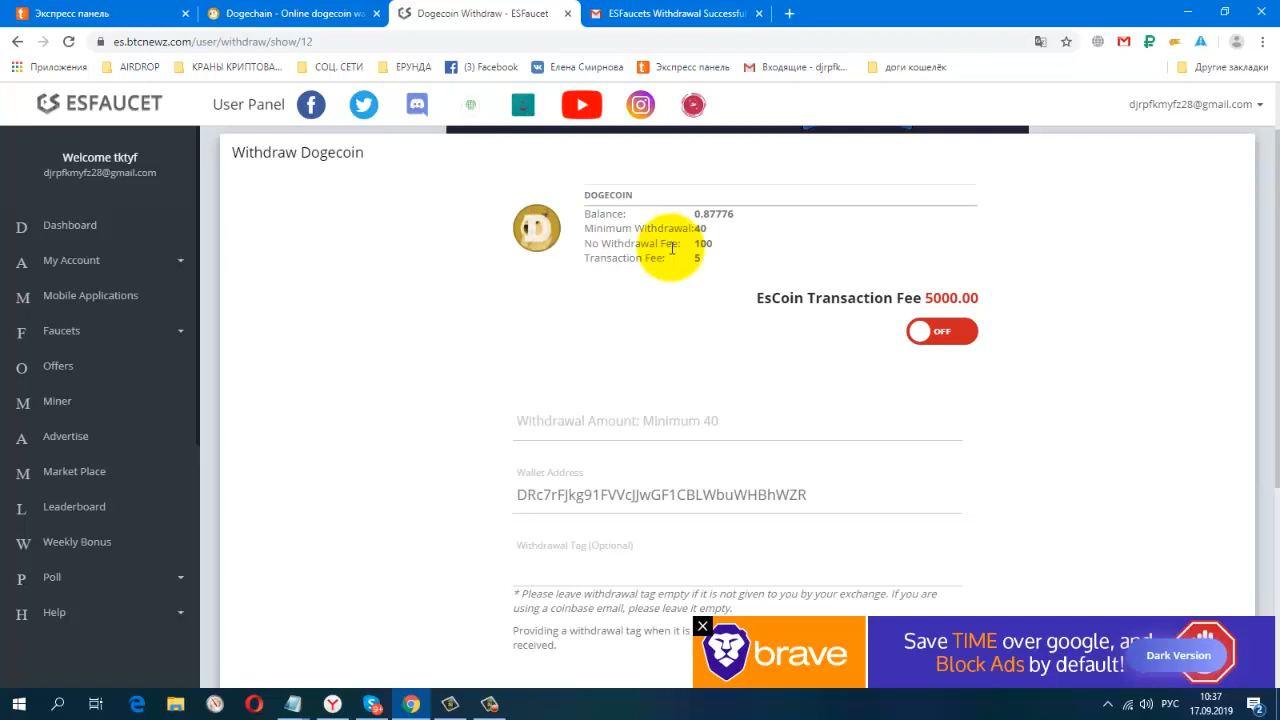 Экспресс панель
Dogechain - Online dogecoin wa
Dogecoin Withdraw - ESFaucet
ESFaucets Withdrawal Successful
es.btcnewz.com/user/withdraw/show/12
Приложения
AIRDROP
КРАНЫ КРИПТОВА...
СОЦ. СЕТИ
ЕРУНДА
(3) Facebook
Елена Смирнова
Экспресс панель
Входящие - djrpfk...
доги кошелёк
Другие закладки
ESFAUCET
User Panel
djrpfkmyfz28@gmail.com
Welcome tktyf
djrpfkmyfz28@gmail.com
D Dashboard
A My Account
M Mobile Applications
F Faucets
O Offers
M Miner
A Advertise
M Market Place
L Leaderboard
W Weekly Bonus
P Poll
H Help
Withdraw Dogecoin
DOGECOIN
Balance: 0.87776
Minimum Withdrawal: 40
No Withdrawal Fee: 100
Transaction Fee: 5
EsCoin Transaction Fee 5000.00
OFF
Withdrawal Amount: Minimum 40
Wallet Address
DRc7rFJkg91FVVcJJwGF1CBLWbuWHBhWZR
Withdrawal Tag (Optional)
* Please leave withdrawal tag empty if it is not given to you by your exchange. If you are
using a coinbase email, please leave it empty.
Providing a withdrawal tag when it is
received.
brave
Save TIME over google, and
Block Ads by default!
Dark Version
РУС
10:37
17.09.2019
2